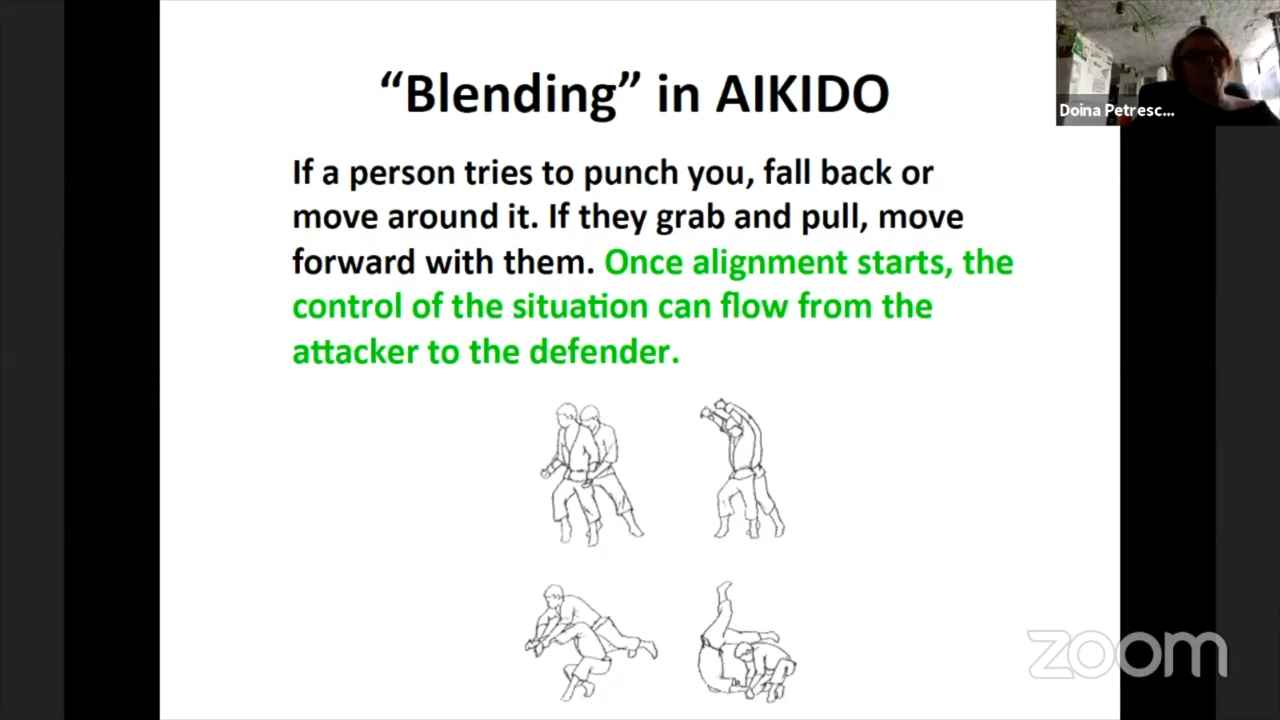 “Blending” in AIKIDO
If a person tries to punch you, fall back or
move around it. If they grab and pull, move
forward with them. Once alignment starts, the
control of the situation can flow from the
attacker to the defender.
Doina Petresc...
zoom